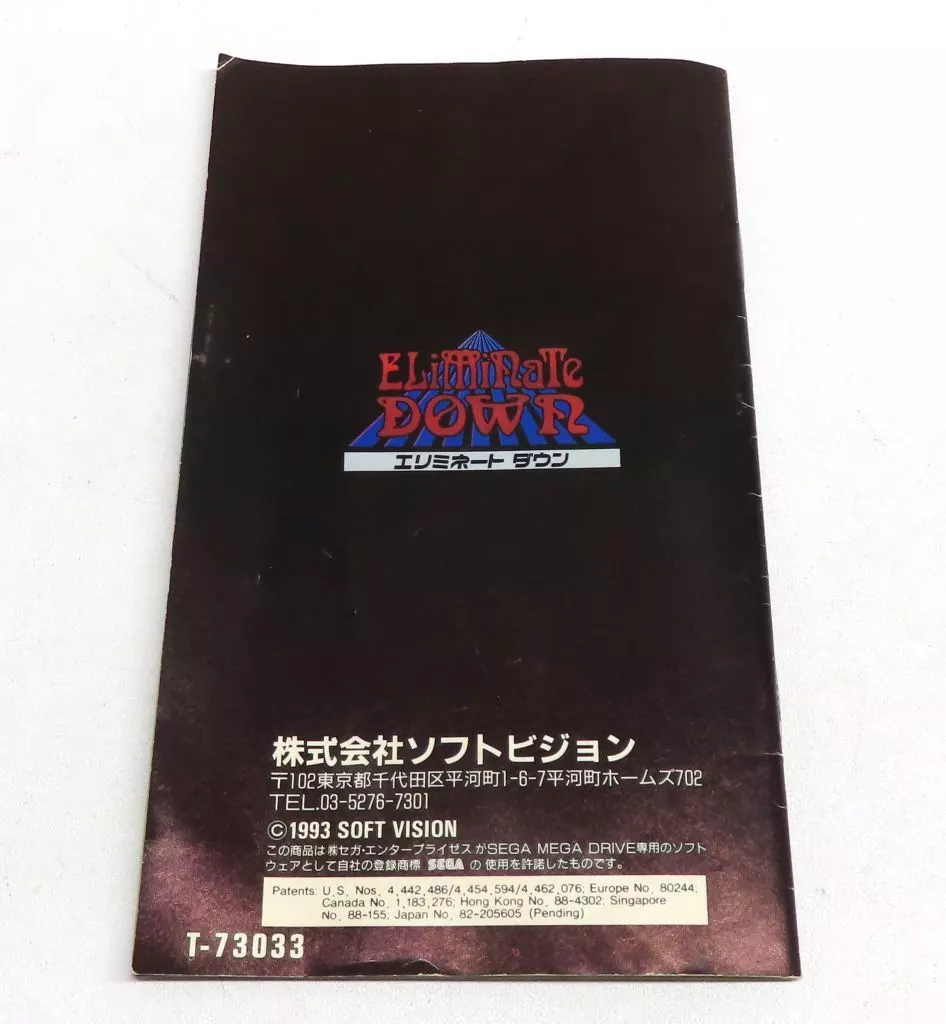 ELiMiNaTe
DOWN
エリミネート ダウン
株式会社ソフトビジョン
〒102東京都千代田区平河町1-6-7平河町ホームズ702
TEL.03-5276-7301
©1993 SOFT VISION
この商品は㈱セガ・エンタープライゼスがSEGA MEGA DRIVE専用のソフト
ウェアとして自社の登録商標 SEGA の 使用を許諾したものです。
Patents: U.S. Nos. 4,442,486/4,454,594/4,462,076; Europe No. 80244;
Canada No. 1,183,276; Hong Kong No. 88-4302; Singapore
No. 88-155; Japan No. 82-205605 (Pending)
T-73033